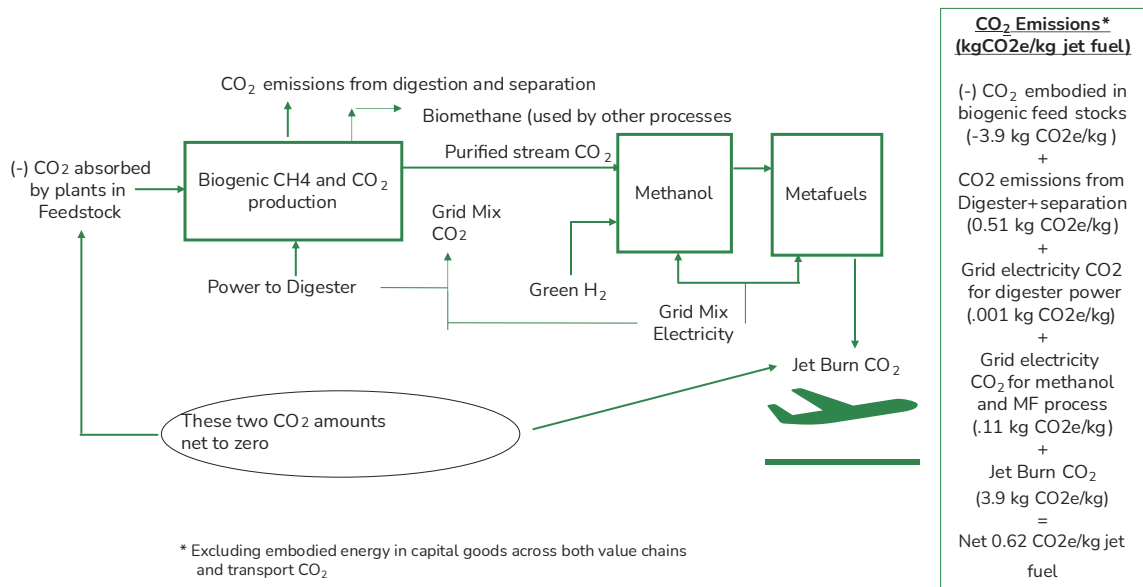 CO₂ emissions from digestion and separation
Biomethane (used by other processes
Purified stream CO₂
(-) CO₂ absorbed
by plants in
Feedstock
Biogenic CH4 and CO₂
production
Methanol
Metafuels
Grid Mix
CO₂
Power to Digester
Green H₂
Grid Mix
Electricity
Jet Burn CO₂
These two CO₂ amounts
net to zero
* Excluding embodied energy in capital goods across both value chains
and transport CO₂
CO₂ Emissions*
(kgCO2e/kg jet fuel)
(-) CO₂ embodied in
biogenic feed stocks
(-3.9 kg CO2e/kg )
+
CO2 emissions from
Digester+separation
(0.51 kg CO2e/kg)
+
Grid electricity CO2
for digester power
(.001 kg CO2e/kg)
+
Grid electricity
CO₂ for methanol
and MF process
(.11 kg CO2e/kg)
+
Jet Burn CO₂
(3.9 kg CO2e/kg)
=
Net 0.62 CO2e/kg jet
fuel